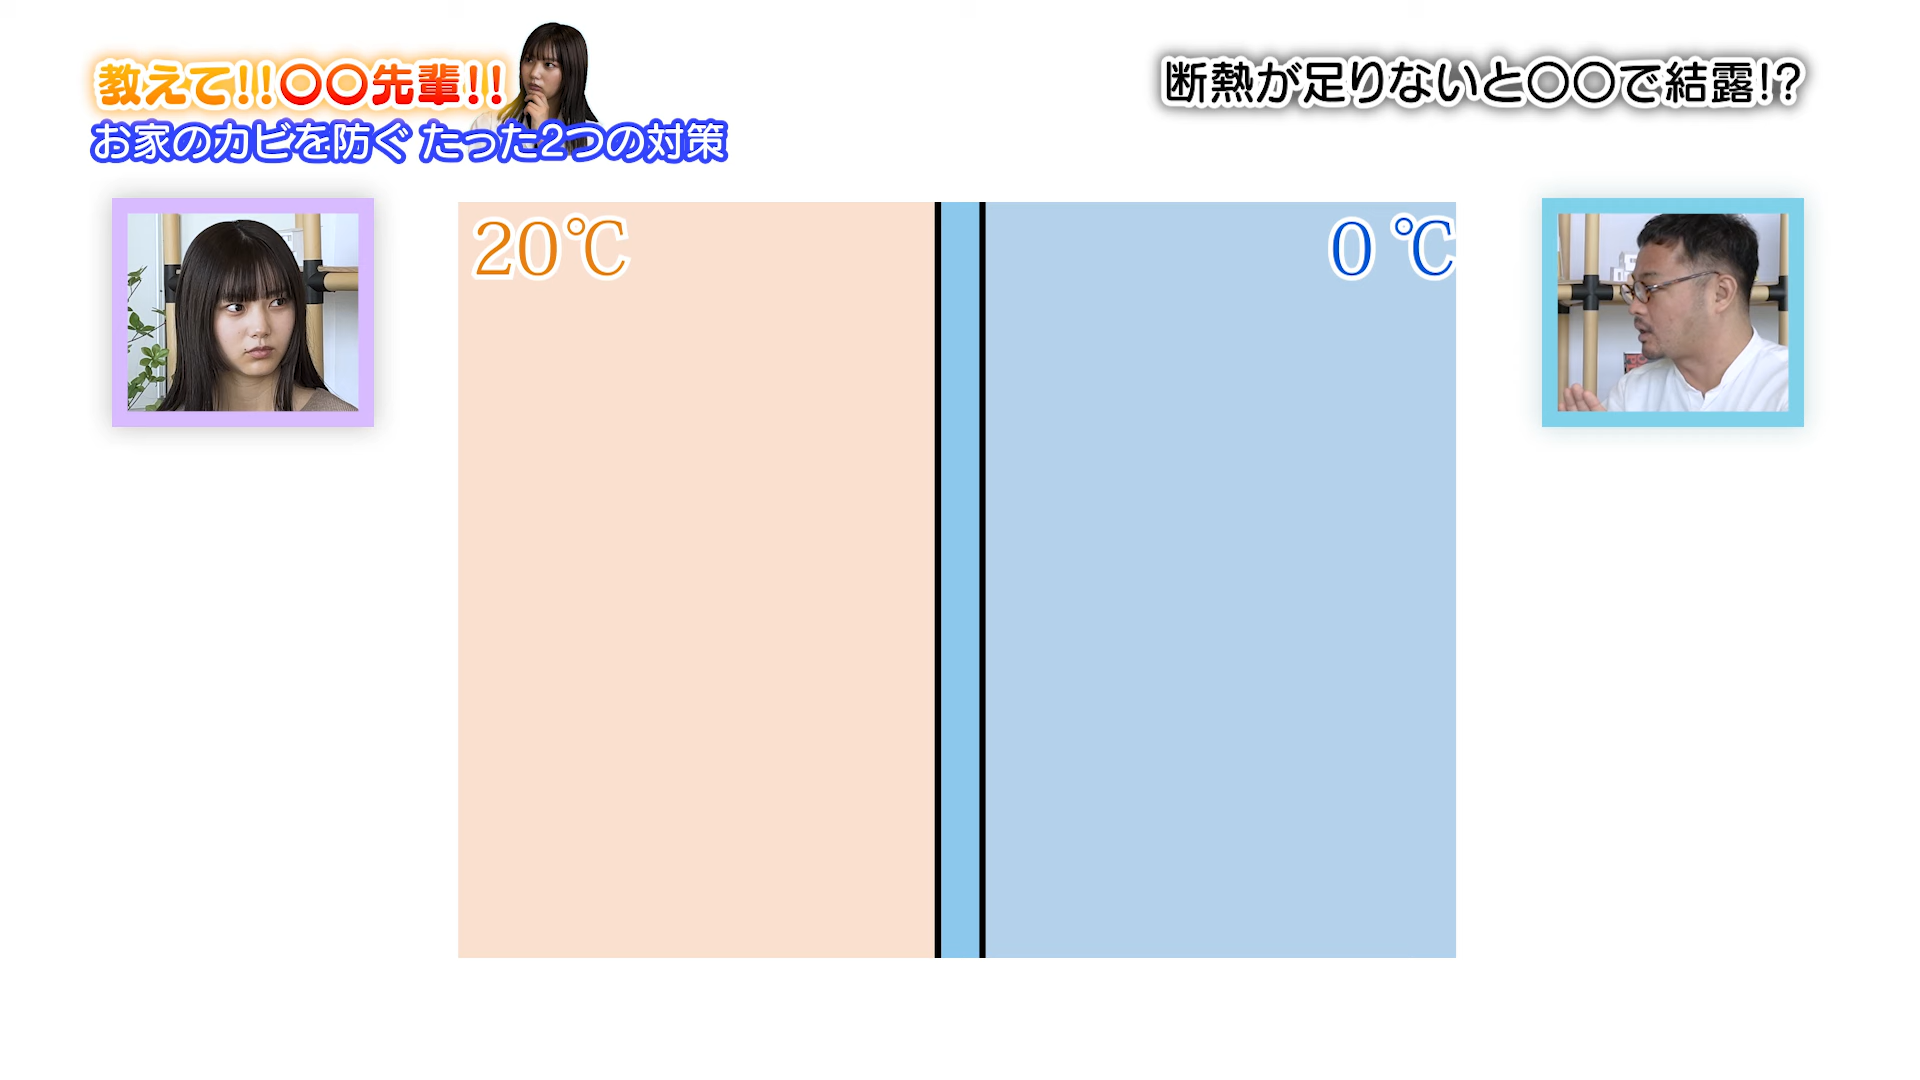 教えて!!〇〇先輩!!
お家のカビを防ぐ たった2つの対策
断熱が足りないと〇〇で結露!?
20℃
0 ℃